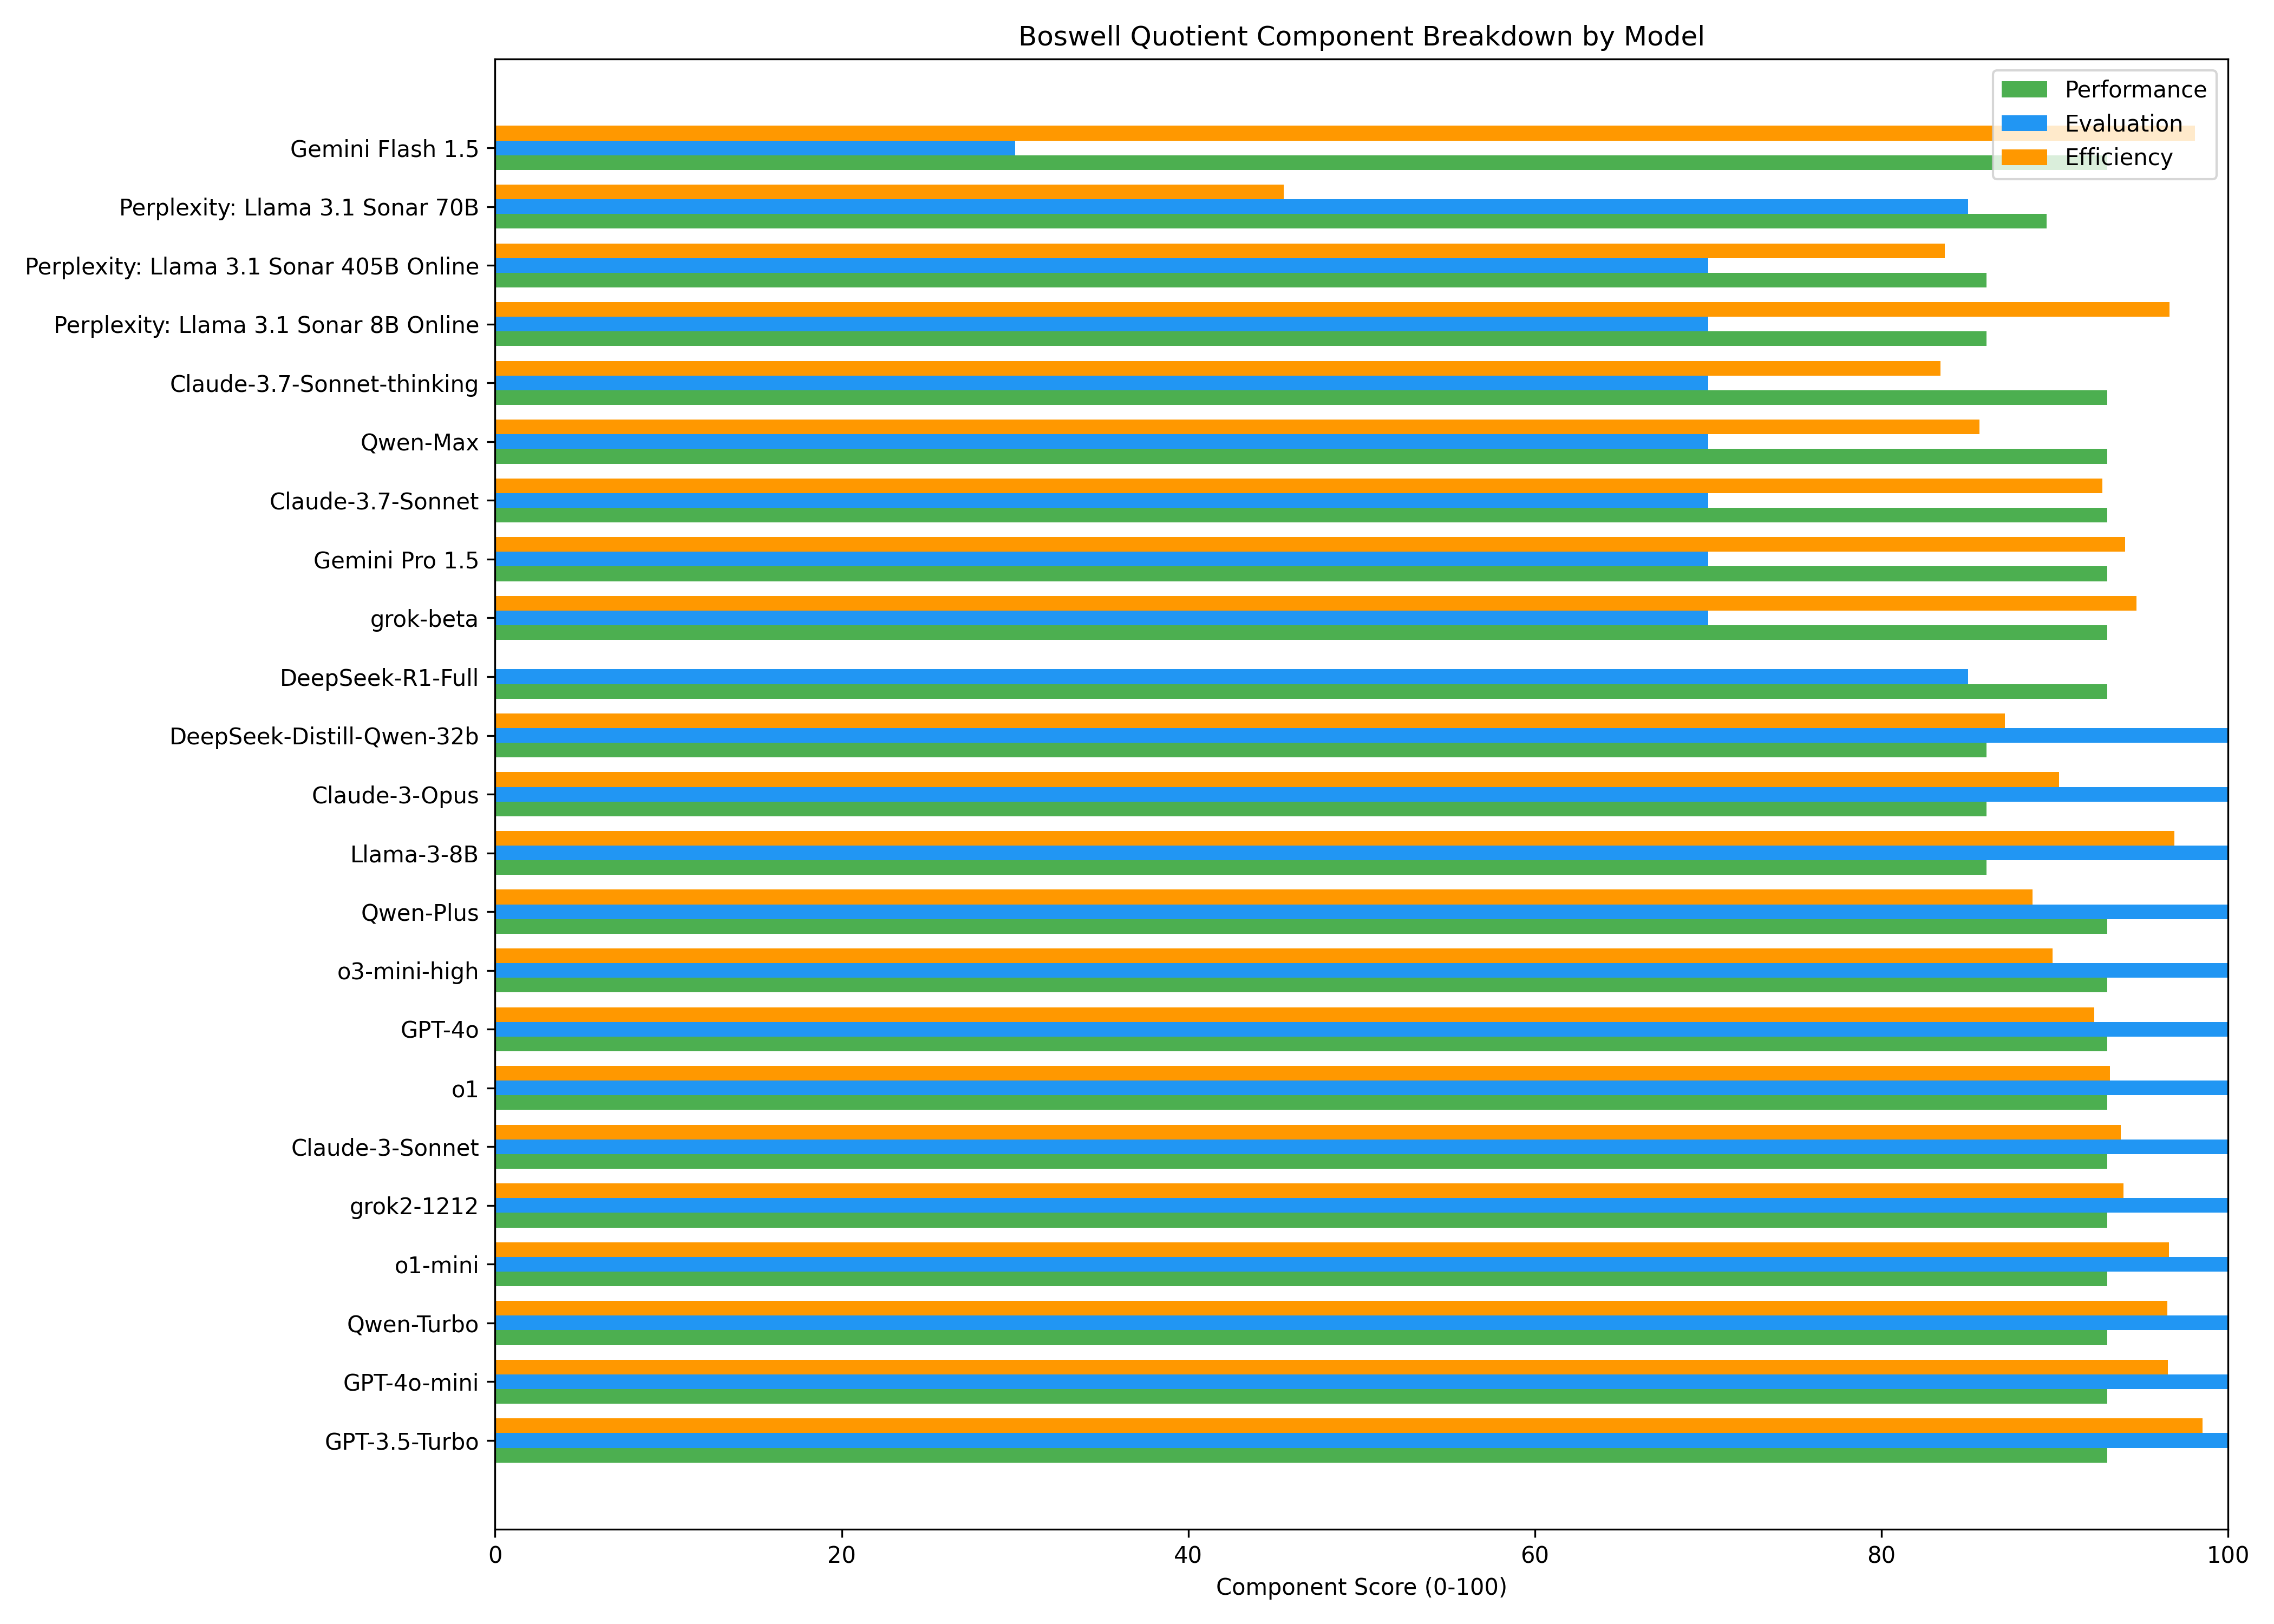 Boswell Quotient Component Breakdown by Model
Performance
Evaluation
Efficiency
Gemini Flash 1.5
Perplexity: Llama 3.1 Sonar 70B
Perplexity: Llama 3.1 Sonar 405B Online
Perplexity: Llama 3.1 Sonar 8B Online
Claude-3.7-Sonnet-thinking
Qwen-Max
Claude-3.7-Sonnet
Gemini Pro 1.5
grok-beta
DeepSeek-R1-Full
DeepSeek-Distill-Qwen-32b
Claude-3-Opus
Llama-3-8B
Qwen-Plus
o3-mini-high
GPT-4o
o1
Claude-3-Sonnet
grok2-1212
o1-mini
Qwen-Turbo
GPT-4o-mini
GPT-3.5-Turbo
0 20 40 60 80 100
Component Score (0-100)